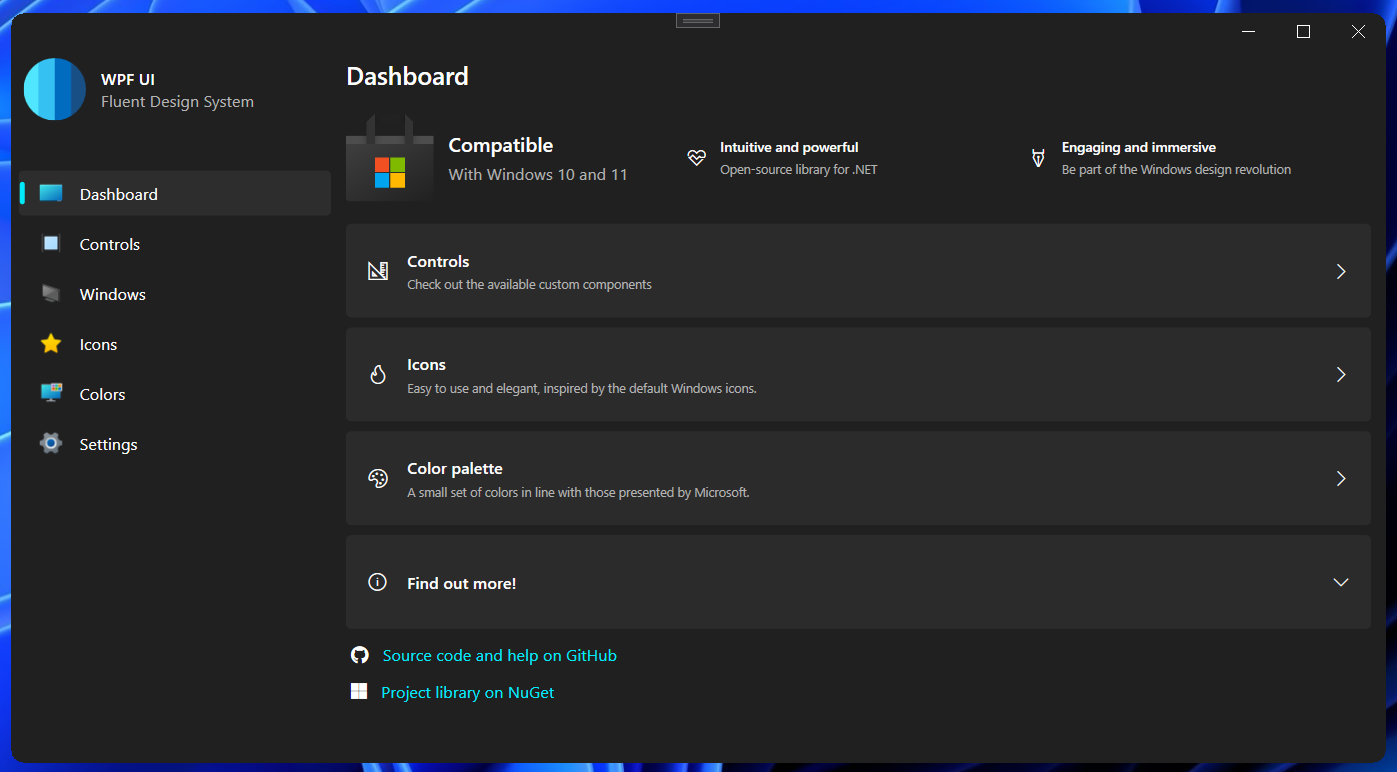 WPF UI
Fluent Design System
Dashboard
Controls
Windows
Icons
Colors
Settings
Dashboard
Compatible
With Windows 10 and 11
Intuitive and powerful
Open-source library for .NET
Engaging and immersive
Be part of the Windows design revolution
Controls
Check out the available custom components
Icons
Easy to use and elegant, inspired by the default Windows icons.
Color palette
A small set of colors in line with those presented by Microsoft.
Find out more!
Source code and help on GitHub
Project library on NuGet